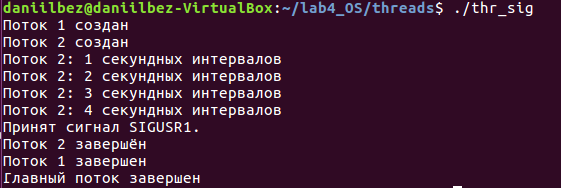 daniilbez@daniilbez-VirtualBox:~/lab4_OS/threads$ ./thr_sig
Поток 1 создан
Поток 2 создан
Поток 2: 1 секундных интервалов
Поток 2: 2 секундных интервалов
Поток 2: 3 секундных интервалов
Поток 2: 4 секундных интервалов
Принят сигнал SIGUSR1.
Поток 2 завершён
Поток 1 завершен
Главный поток завершен